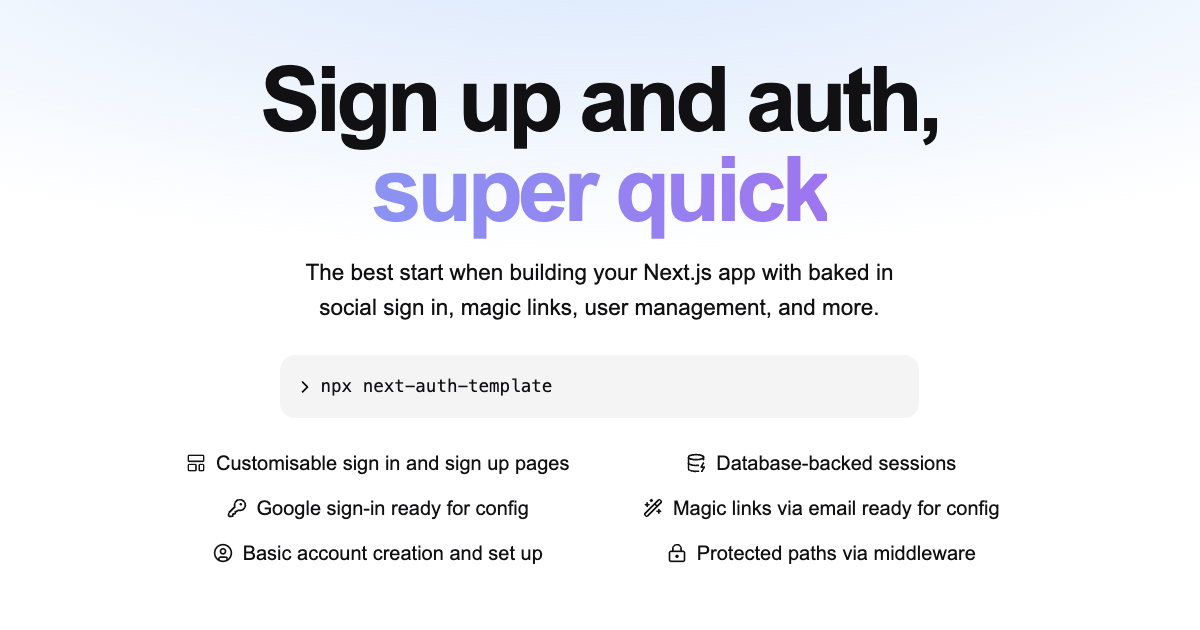 Sign up and auth,
super quick
The best start when building your Next.js app with baked in
social sign in, magic links, user management, and more.
npx next-auth-template
Customisable sign in and sign up pages
Database-backed sessions
Google sign-in ready for config
Magic links via email ready for config
Basic account creation and set up
Protected paths via middleware